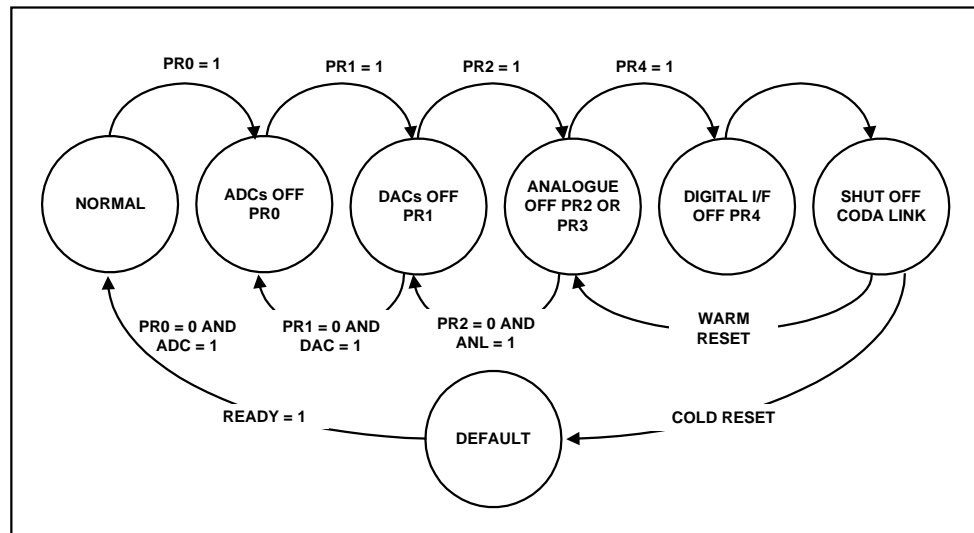 PR0 = 1
PR1 = 1
PR2 = 1
PR4 = 1
NORMAL
ADCs OFF
PR0
DACs OFF
PR1
ANALOGUE
OFF PR2 OR
PR3
DIGITAL I/F
OFF PR4
SHUT OFF
CODA LINK
PR0 = 0 AND
ADC = 1
PR1 = 0 AND
DAC = 1
PR2 = 0 AND
ANL = 1
WARM
RESET
READY = 1
DEFAULT
COLD RESET